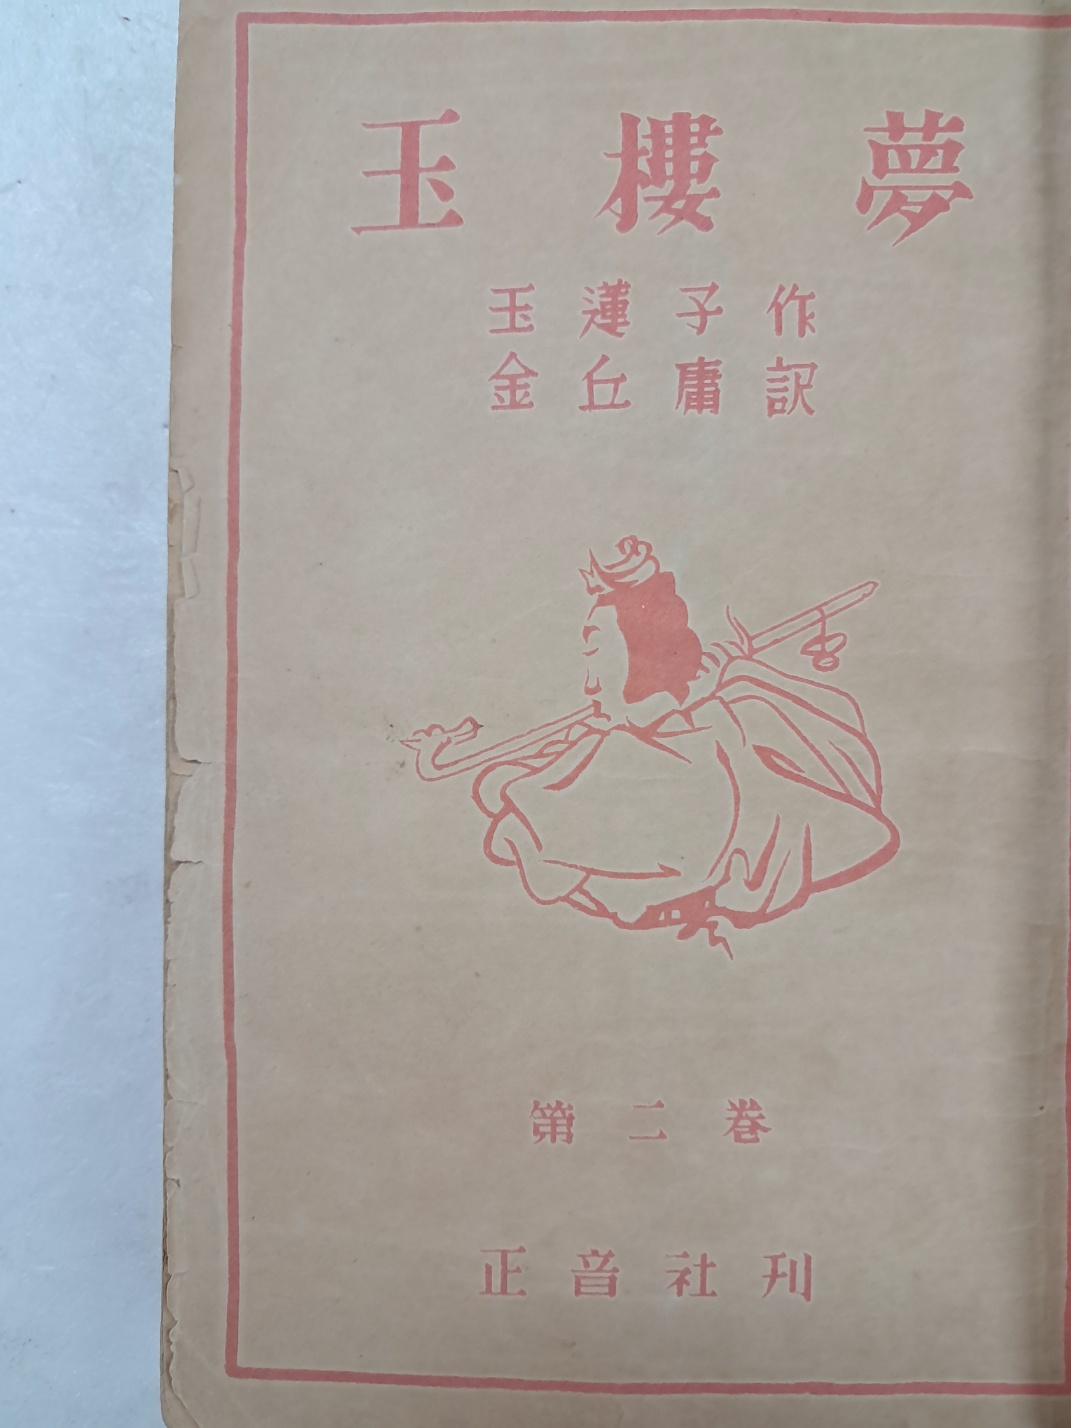 玉樓夢
玉蓮子作
金丘庸訳
第二巻
正音社刊